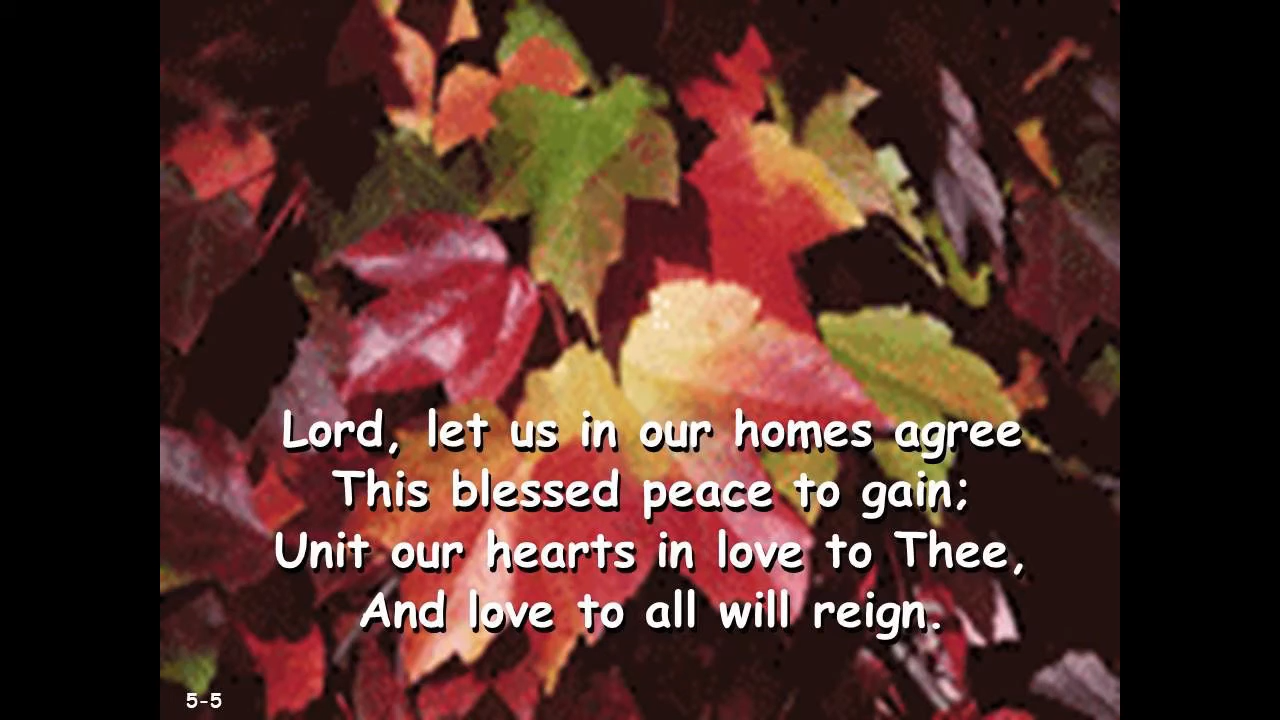 Lord, let us in our homes agree
This blessed peace to gain;
Unit our hearts in love to Thee,
And love to all will reign.
5-5